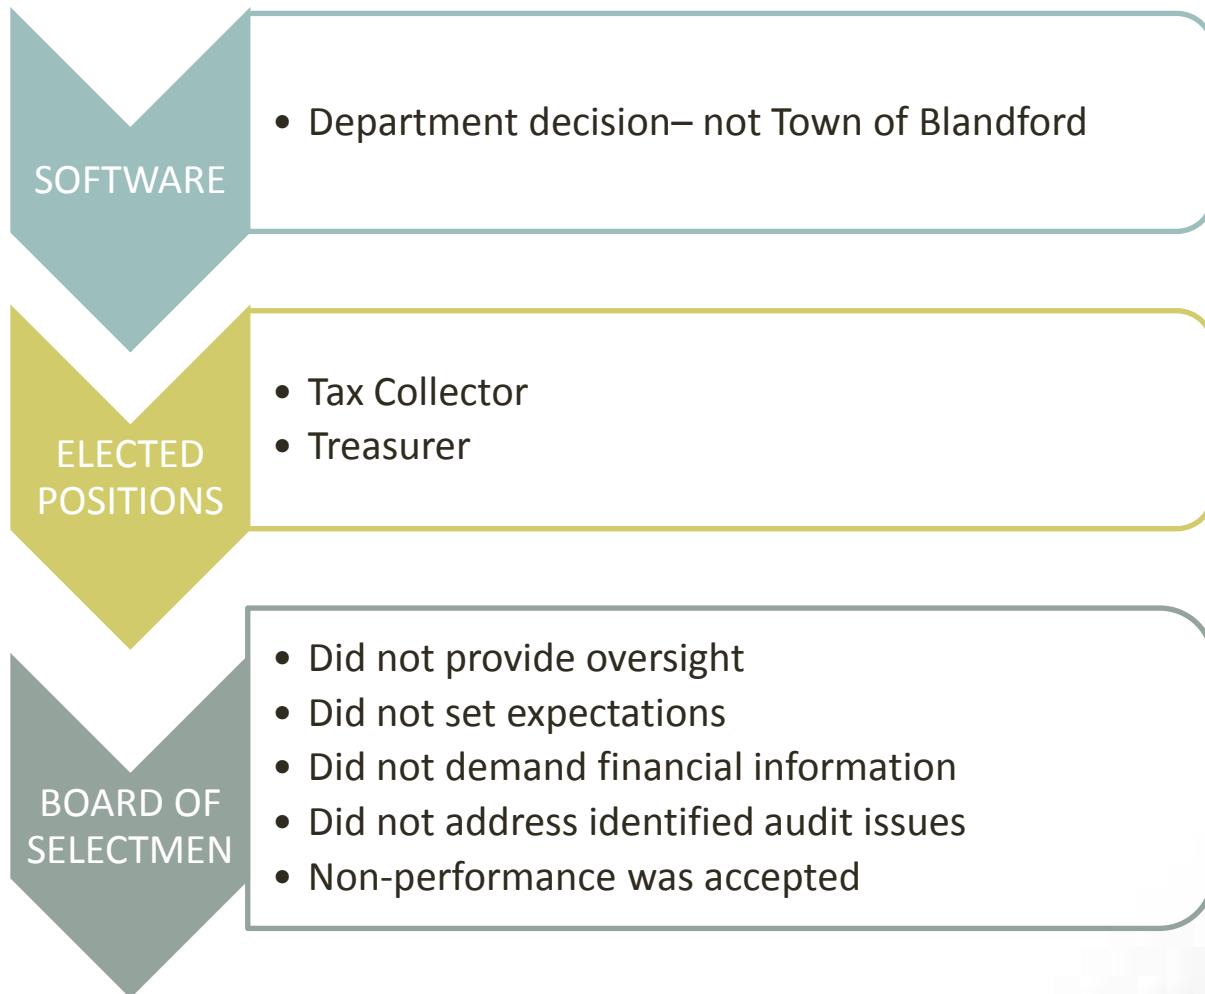 SOFTWARE
• Department decision– not Town of Blandford
ELECTED
POSITIONS
• Tax Collector
• Treasurer
BOARD OF
SELECTMEN
• Did not provide oversight
• Did not set expectations
• Did not demand financial information
• Did not address identified audit issues
• Non-performance was accepted